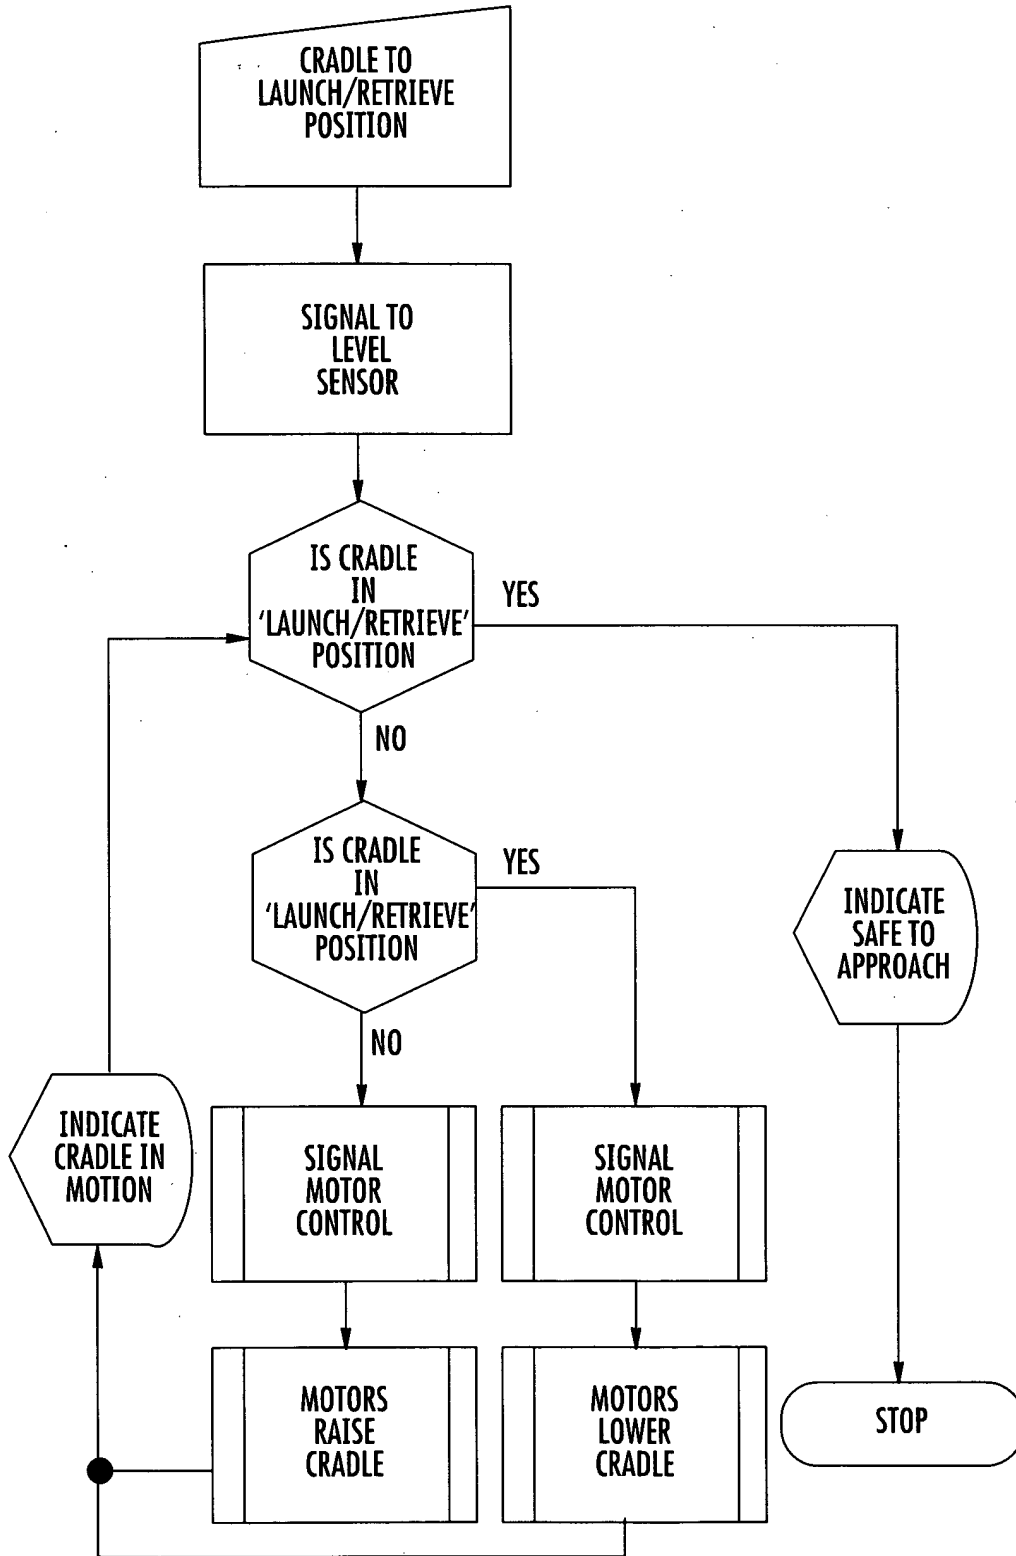 CRADLE TO
LAUNCH/RETRIEVE
POSITION
SIGNAL TO
LEVEL
SENSOR
IS CRADLE
IN
'LAUNCH/RETRIEVE'
POSITION
YES
NO
IS CRADLE
IN
'LAUNCH/RETRIEVE'
POSITION
YES
NO
INDICATE
SAFE TO
APPROACH
INDICATE
CRADLE IN
MOTION
SIGNAL
MOTOR
CONTROL
SIGNAL
MOTOR
CONTROL
MOTORS
RAISE
CRADLE
MOTORS
LOWER
CRADLE
STOP